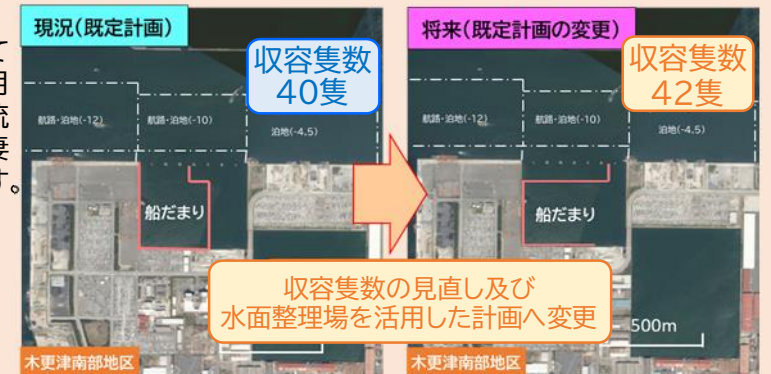 現況(既定計画)
収容隻数
40隻
航路・泊地(-12)
航路・泊地(-10)
泊地(-4.5)
船だまり
木更津南部地区
将来(既定計画の変更)
収容隻数
42隻
航路・泊地(-12)
航路・泊地(-10)
泊地(-4.5)
船だまり
500m
木更津南部地区
収容隻数の見直し及び
水面整理場を活用した計画へ変更
て
流
す。